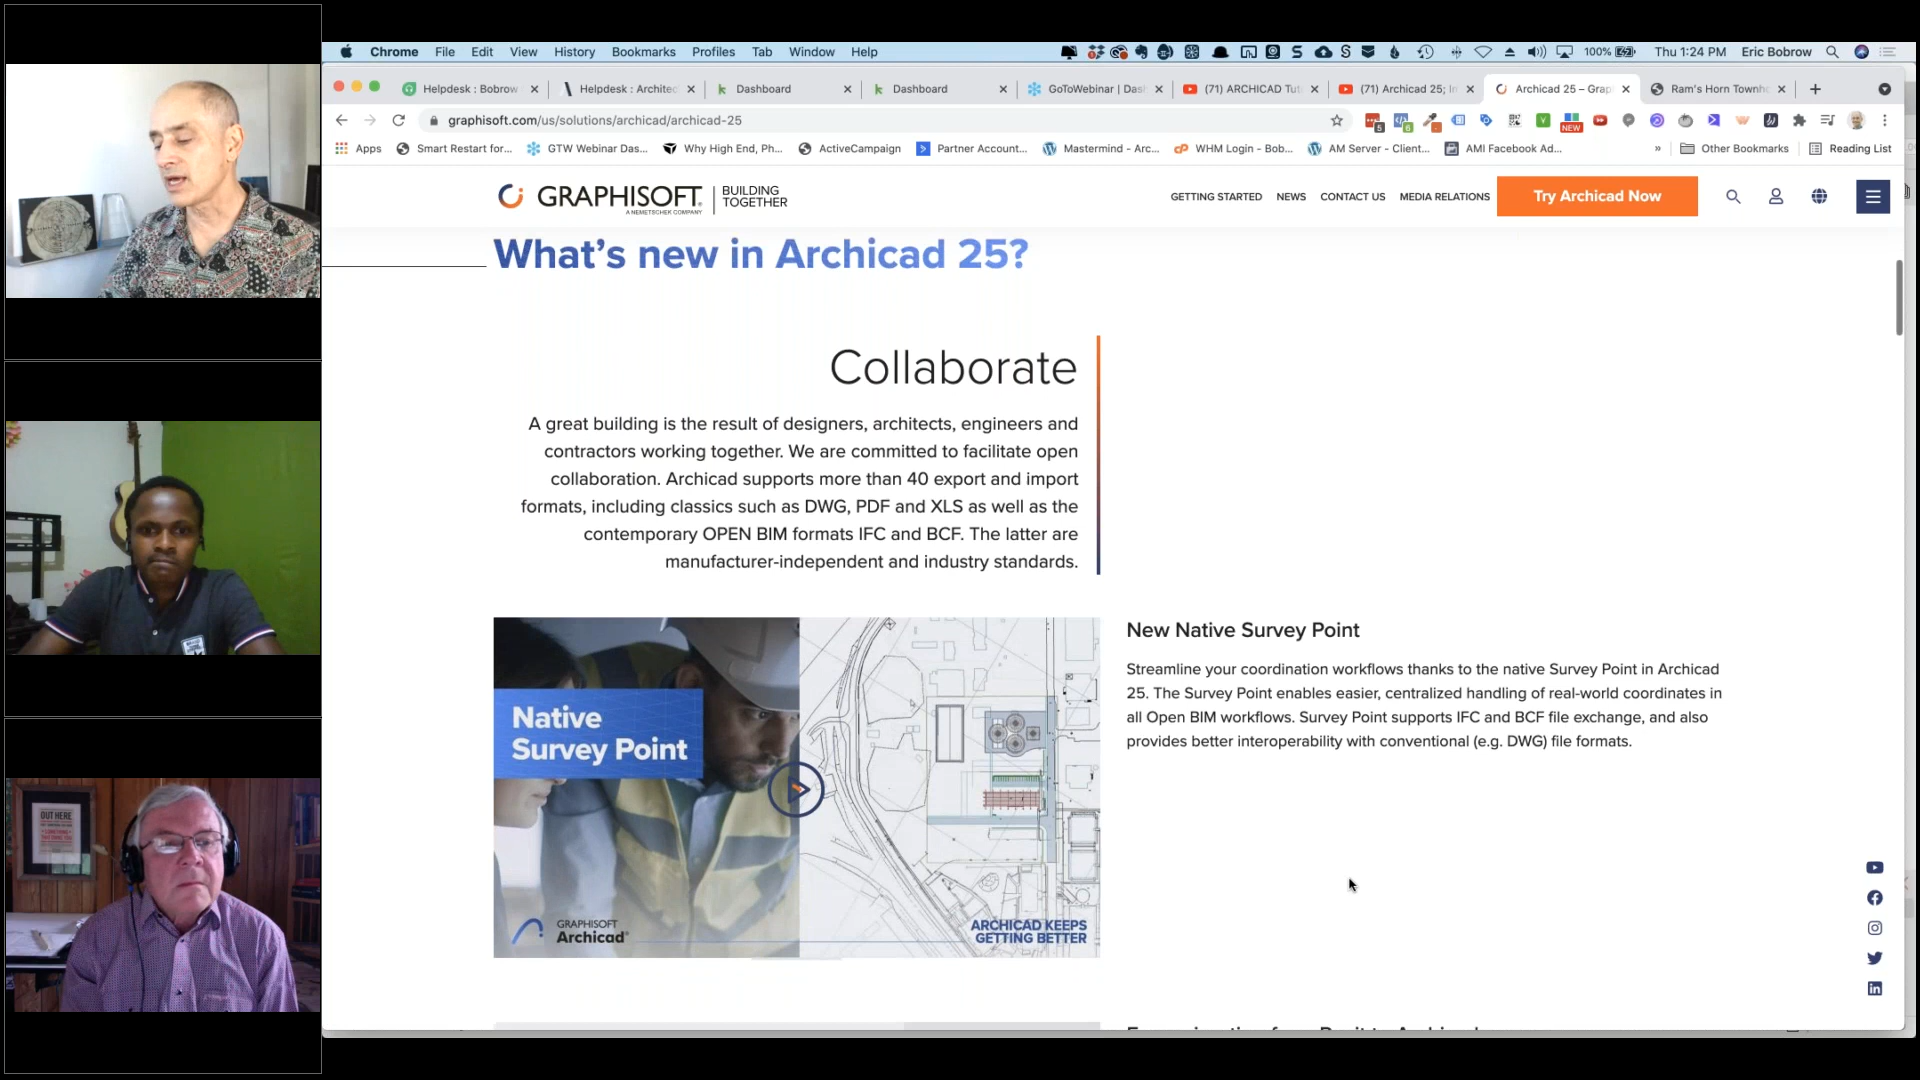 Chrome File Edit View History Bookmarks Profiles Tab Window Help 100% Thu 1:24 PM Eric Bobrow
Helpdesk : Bobrow Helpdesk : Architec Dashboard Dashboard GoToWebinar | Das (71) ARCHICAD Tut (71) Archicad 25; Ir Archicad 25 – Grap Ram's Horn Townho
graphisoft.com/us/solutions/archicad/archicad-25
5 6 NEW
Apps Smart Restart for... GTW Webinar Das... Why High End, Ph... ActiveCampaign Partner Account... Mastermind - Arc... WHM Login - Bob... AM Server - Client... AMI Facebook Ad... » Other Bookmarks Reading List
GRAPHISOFT
A NEMETSCHEK COMPANY
BUILDING
TOGETHER
GETTING STARTED NEWS CONTACT US MEDIA RELATIONS Try Archicad Now
What's new in Archicad 25?
Collaborate
A great building is the result of designers, architects, engineers and
contractors working together. We are committed to facilitate open
collaboration. Archicad supports more than 40 export and import
formats, including classics such as DWG, PDF and XLS as well as the
contemporary OPEN BIM formats IFC and BCF. The latter are
manufacturer-independent and industry standards.
Native
Survey Point
GRAPHISOFT
Archicad
ARCHICAD KEEPS
GETTING BETTER
New Native Survey Point
Streamline your coordination workflows thanks to the native Survey Point in Archicad
25. The Survey Point enables easier, centralized handling of real-world coordinates in
all Open BIM workflows. Survey Point supports IFC and BCF file exchange, and also
provides better interoperability with conventional (e.g. DWG) file formats.
OUT HERE